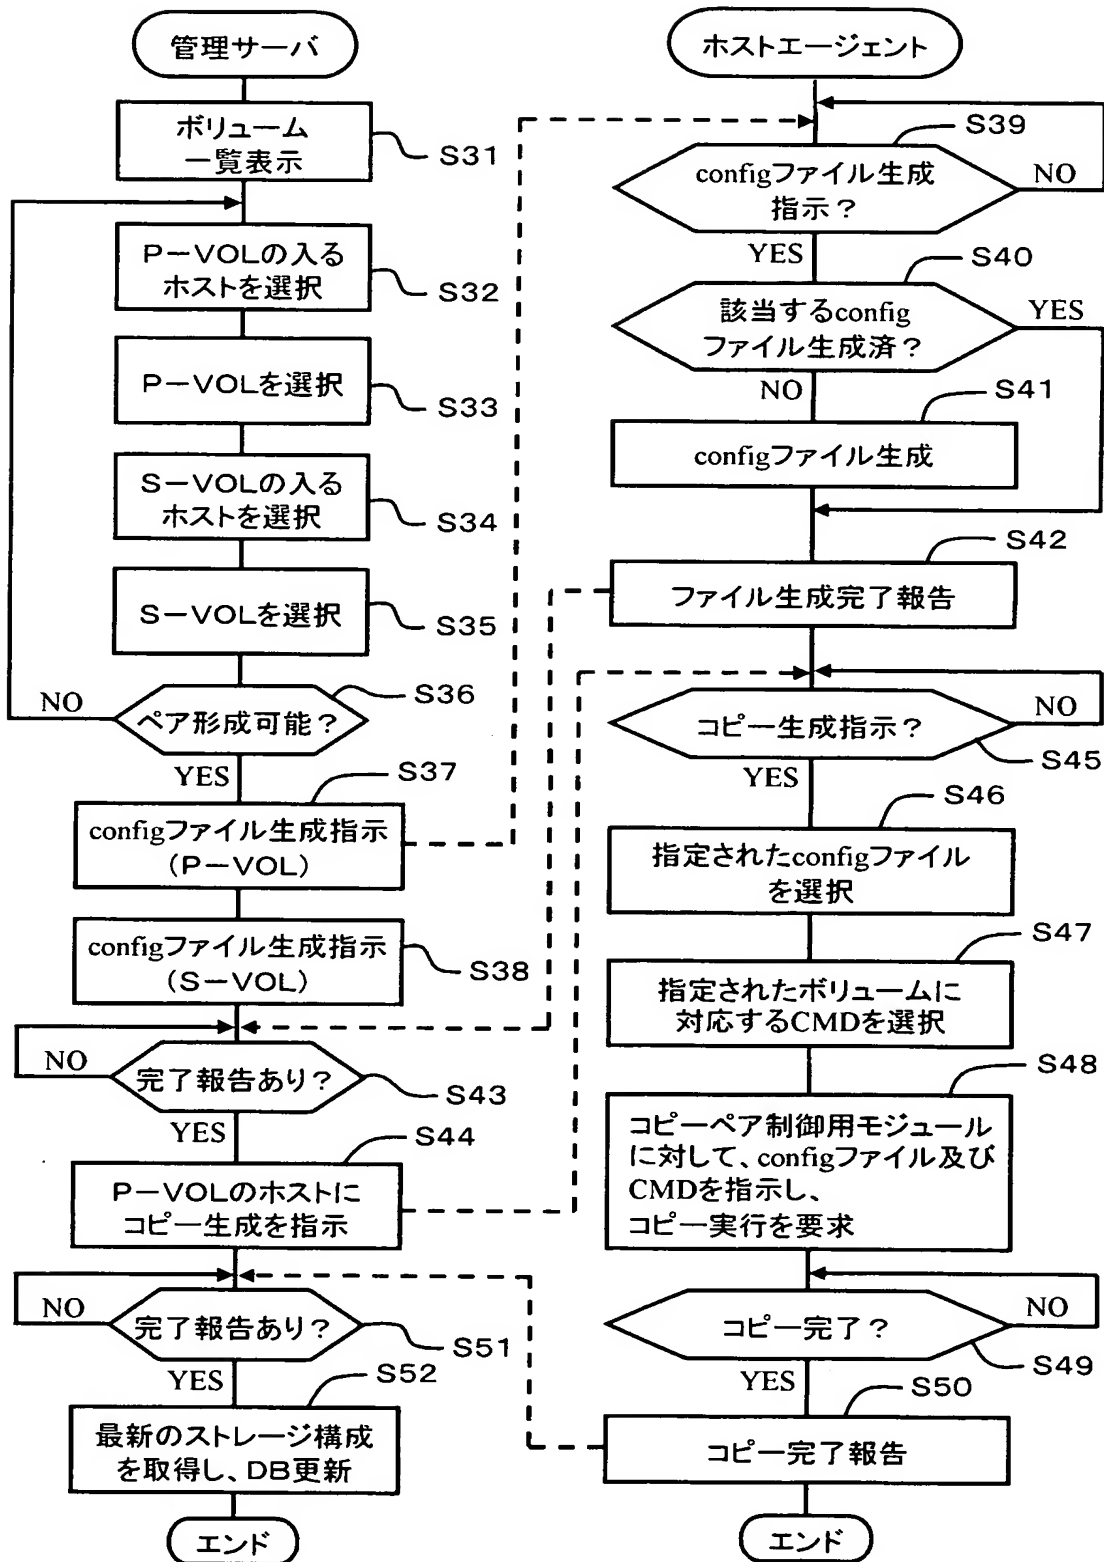 管理サーバ
ボリューム
一覧表示
S31
P-VOLの入る
ホストを選択
S32
P-VOLを選択
S33
S-VOLの入る
ホストを選択
S34
S-VOLを選択
S35
ペア形成可能?
S36
NO
YES
configファイル生成指示
(P-VOL)
S37
configファイル生成指示
(S-VOL)
S38
完了報告あり?
S43
NO
YES
P-VOLのホストに
コピー生成を指示
S44
完了報告あり?
S51
NO
YES
最新のストレージ構成
を取得し、DB更新
S52
エンド
ホストエージェント
configファイル生成
指示?
S39
NO
YES
該当するconfig
ファイル生成済?
S40
YES
NO
configファイル生成
S41
ファイル生成完了報告
S42
コピー生成指示?
S45
NO
YES
指定されたconfigファイル
を選択
S46
指定されたボリュームに
対応するCMDを選択
S47
コピーペア制御用モジュール
に対して、configファイル及び
CMDを指示し、
コピー実行を要求
S48
コピー完了?
S49
NO
YES
コピー完了報告
S50
エンド